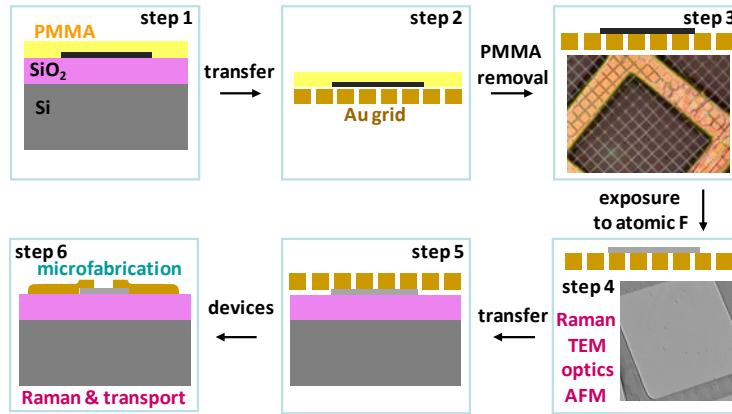 step 1
PMMA
SiO2
Si
transfer
step 2
Au grid
PMMA
removal
step 3
exposure
to atomic F
step 4
Raman
TEM
optics
AFM
transfer
step 5
devices
step 6
microfabrication
Raman & transport